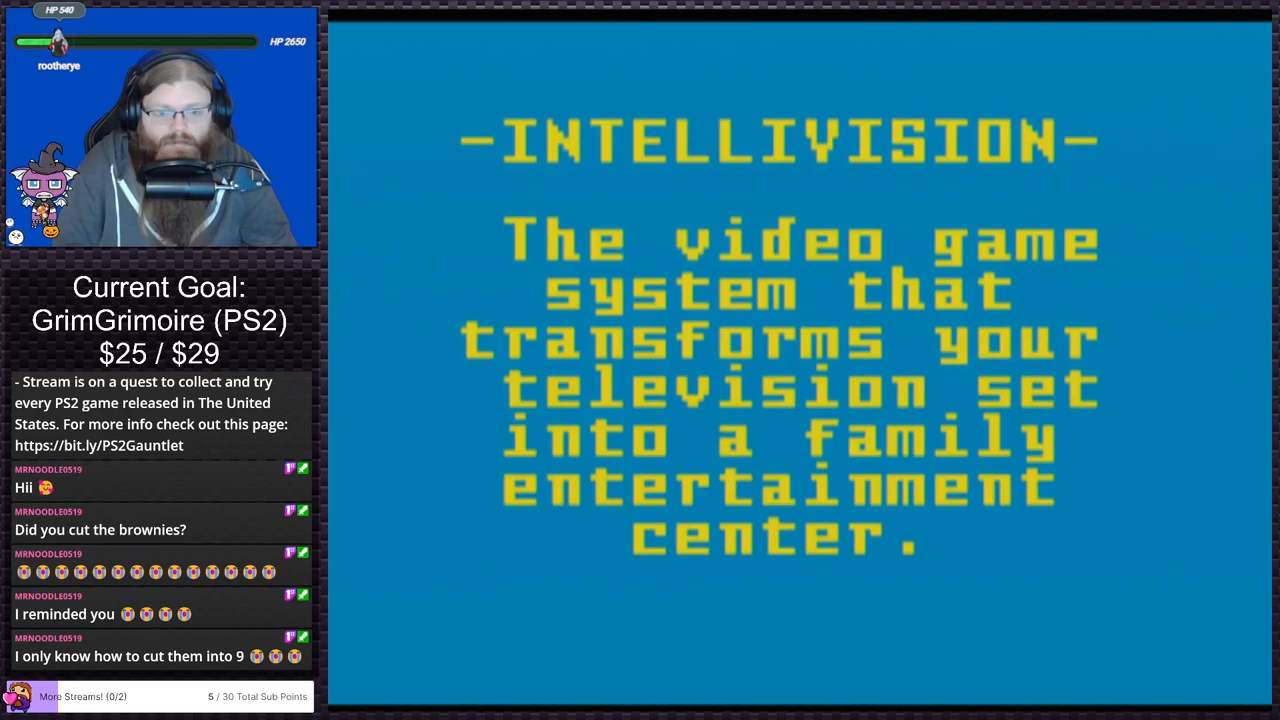 HP 540
HP 2650
rootherye
Current Goal:
GrimGrimoire (PS2)
$25 / $29
- Stream is on a quest to collect and try
every PS2 game released in The United
States. For more info check out this page:
https://bit.ly/PS2Gauntlet
MRNOODLE0519
Hii 🥰
MRNOODLE0519
Did you cut the brownies?
MRNOODLE0519
😭😭😭😭😭😭😭😭😭😭😭😭😭😭
MRNOODLE0519
I reminded you 😭😭😭😭
MRNOODLE0519
I only know how to cut them into 9 😭😭😭
More Streams! (0/2)
5 / 30 Total Sub Points
-INTELLIVISION-
The video game
system that
transforms your
television set
into a family
entertainment
center.